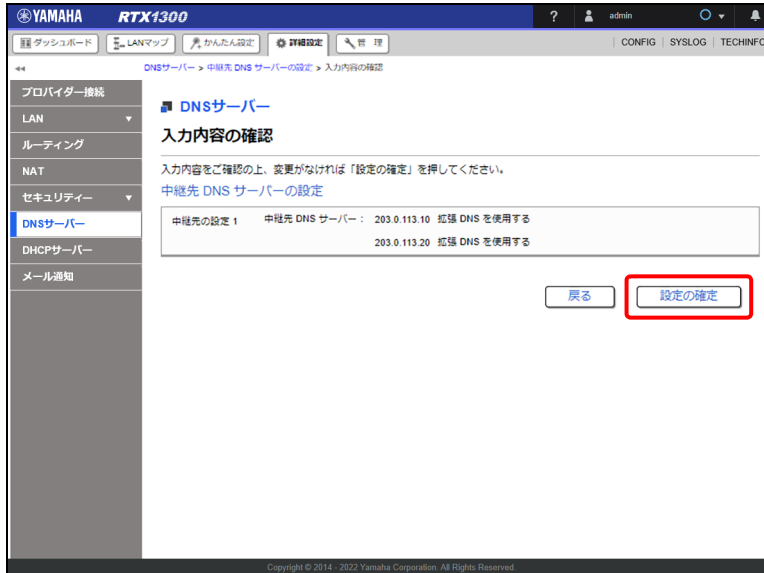 YAMAHA RTX1300 ? admin
ダッシュボード LANマップ かんたん設定 詳細設定 管 理 CONFIG SYSLOG TECHINFO
DNSサーバー > 中継先 DNS サーバーの設定 > 入力内容の確認
プロバイダー接続
LAN
ルーティング
NAT
セキュリティー
DNSサーバー
DHCPサーバー
メール通知
DNSサーバー
入力内容の確認
入力内容をご確認の上、変更がなければ「設定の確定」を押してください。
中継先 DNS サーバーの設定
中継先の設定 1 中継先 DNS サーバー : 203.0.113.10 拡張 DNS を使用する
203.0.113.20 拡張 DNS を使用する
戻る 設定の確定
Copyright © 2014 - 2022 Yamaha Corporation. All Rights Reserved.